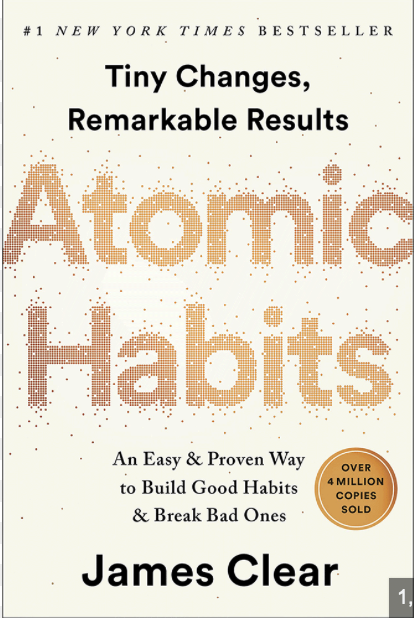 #1 NEW YORK TIMES BESTSELLER
Tiny Changes,
Remarkable Results
Atomic
Habits
An Easy & Proven Way
to Build Good Habits
& Break Bad Ones
OVER
4 MILLION
COPIES
SOLD
James Clear
1,